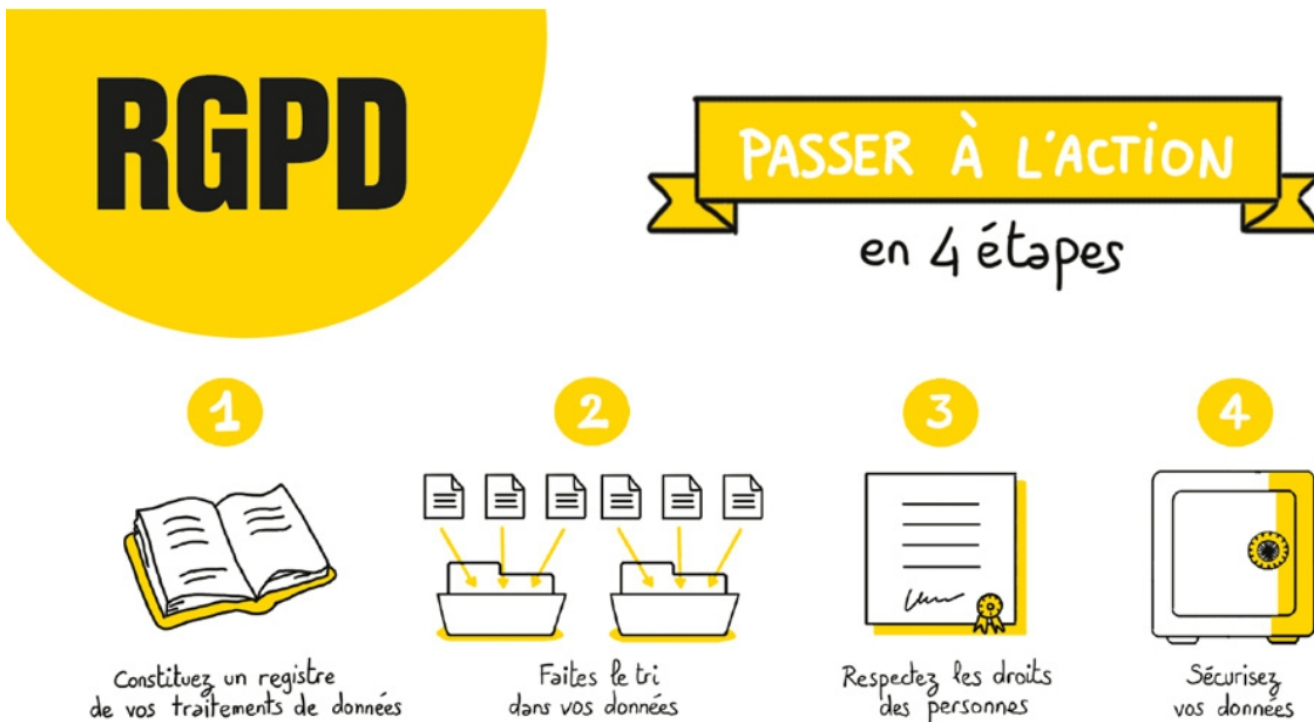 RGPD
PASSER À L'ACTION
en 4 étapes
1
2
3
4
Constituez un registre
de vos traitements de données
Faites le tri
dans vos données
Respectez les droits
des personnes
Sécurisez
vos données